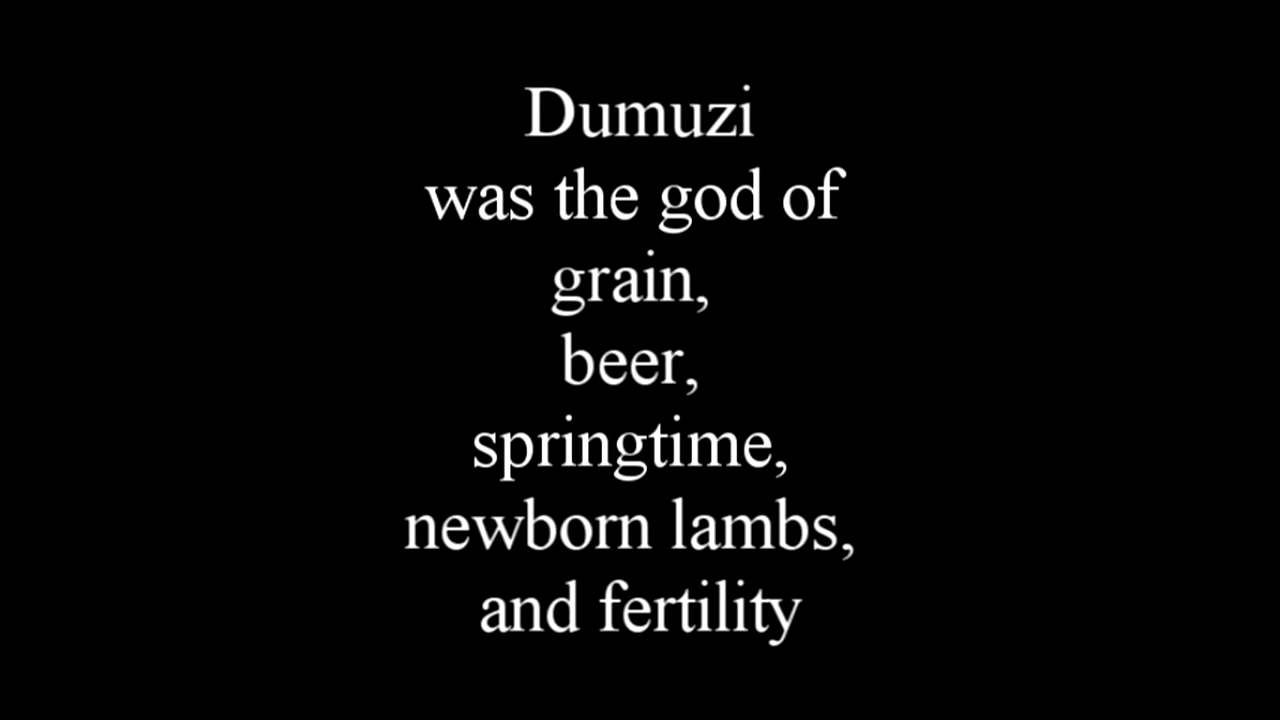 Dumuzi
was the god of
grain,
beer,
springtime,
newborn lambs,
and fertility